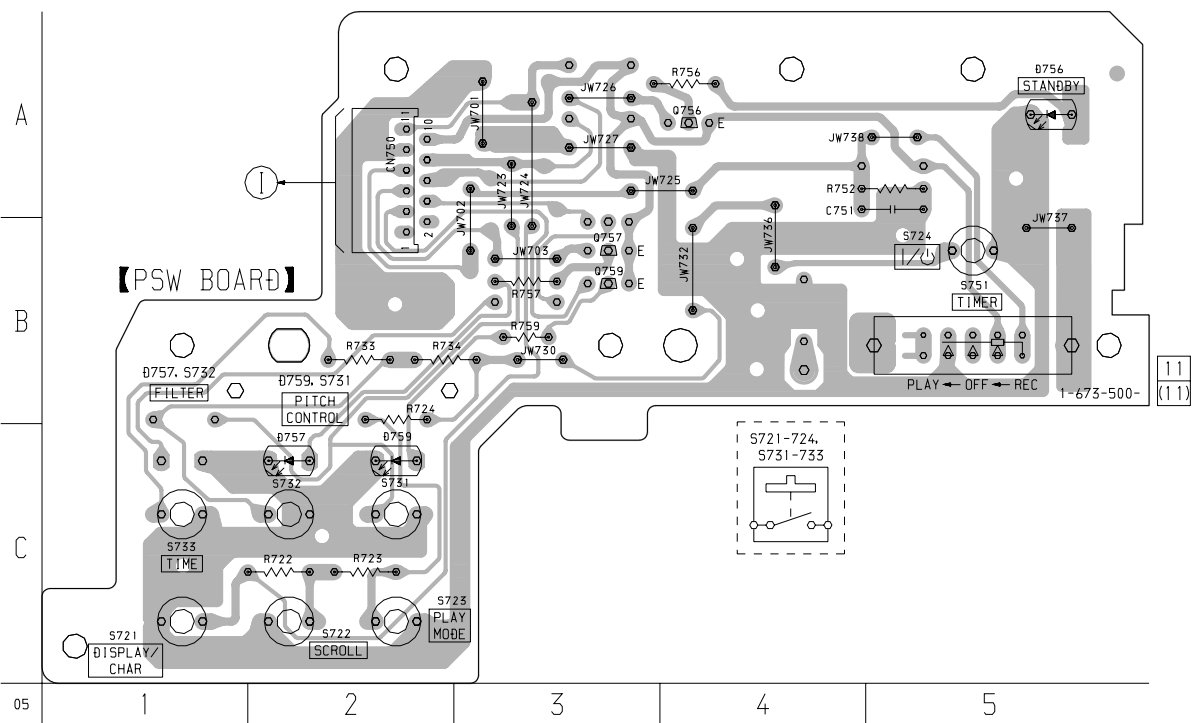 A
B
C
05
1
2
3
4
5
【PSW BOARD】
I
CN750
11
10
1
2
JW701
JW702
JW723
JW724
JW726
JW727
JW725
JW703
R756
Q756
E
D756
STANDBY
JW738
R752
C751
S724
I/⏻
JW737
JW736
JW732
Q757
E
Q759
E
R757
R759
JW730
S751
TIMER
PLAY ← OFF ← REC
1-673-500-
11
(11)
R733
R734
D757, S732
FILTER
D759, S731
PITCH
CONTROL
R724
D757
D759
S732
S731
S721-724,
S731-733
S733
TIME
R722
R723
S723
PLAY
MODE
S721
DISPLAY/
CHAR
S722
SCROLL